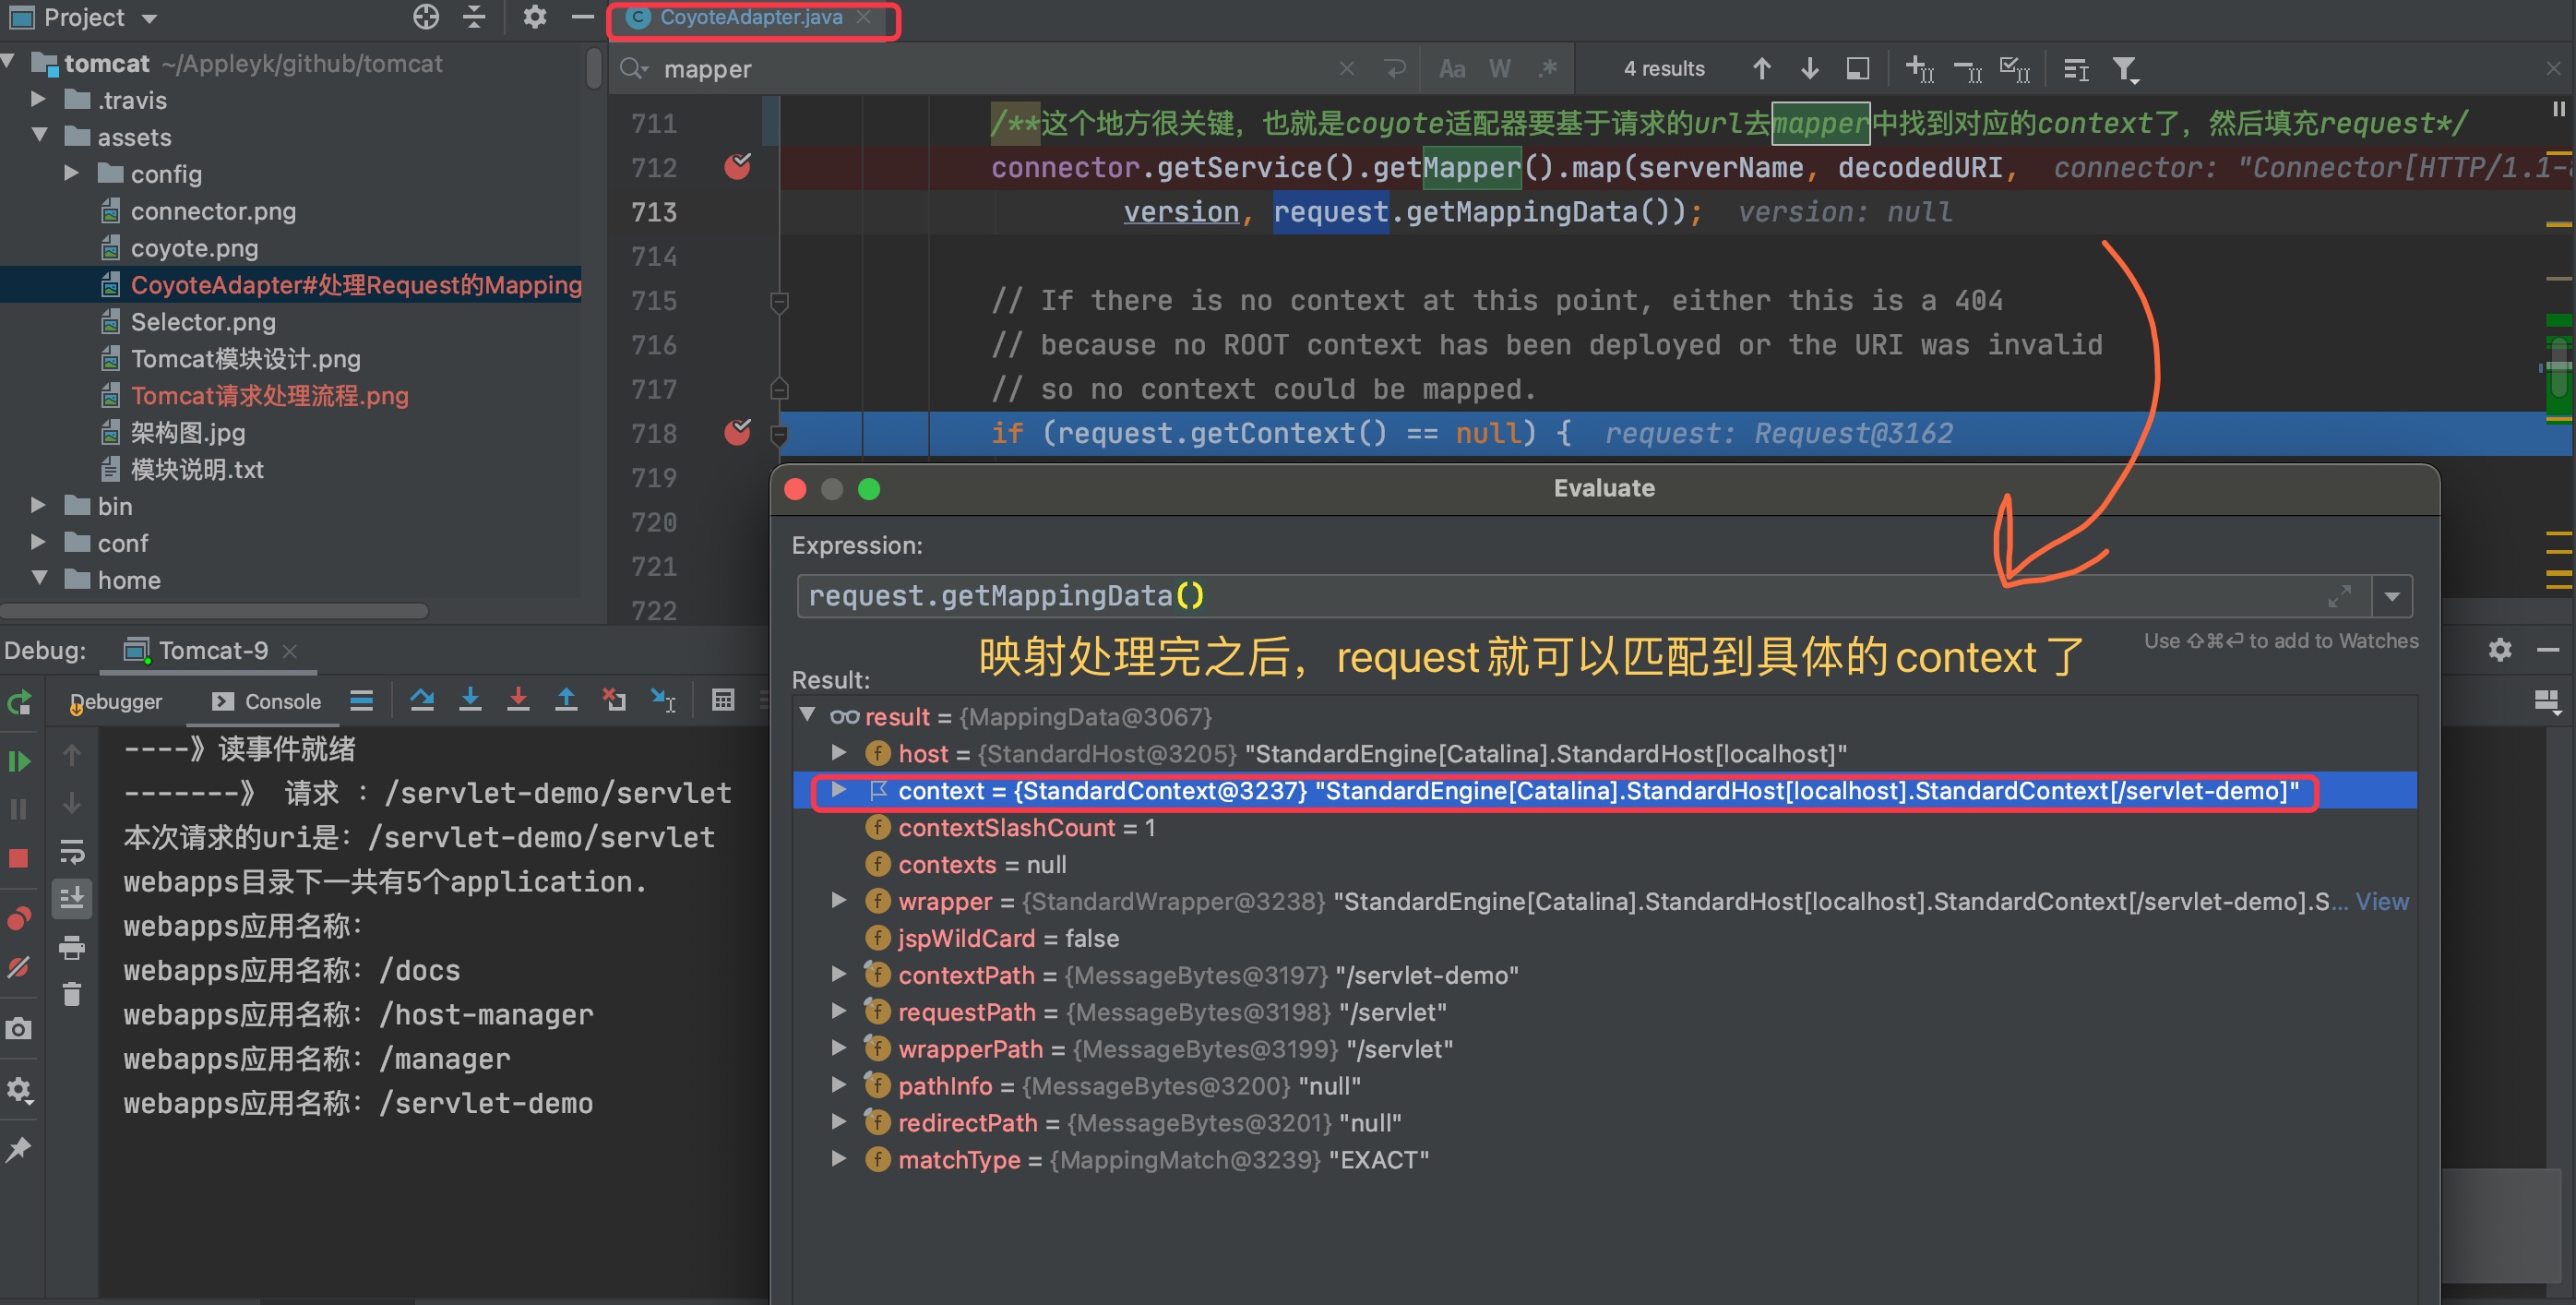 Project
CoyoteAdapter.java
tomcat ~/Appleyk/github/tomcat
.travis
assets
config
connector.png
coyote.png
CoyoteAdapter#处理Request的Mapping
Selector.png
Tomcat模块设计.png
Tomcat请求处理流程.png
架构图.jpg
模块说明.txt
bin
conf
home
mapper
Aa W .* 4 results
711 /**这个地方很关键，也就是coyote适配器要基于请求的url去mapper中找到对应的context了，然后填充request*/
712 connector.getService().getMapper().map(serverName, decodedURI, connector: "Connector[HTTP/1.1-
713 version, request.getMappingData()); version: null
714
715 // If there is no context at this point, either this is a 404
716 // because no ROOT context has been deployed or the URI was invalid
717 // so no context could be mapped.
718 if (request.getContext() == null) { request: Request@3162
719
720
721
722
Debug: Tomcat-9
Debugger Console
----》读事件就绪
-------》 请求 ：/servlet-demo/servlet
本次请求的uri是：/servlet-demo/servlet
webapps目录下一共有5个application.
webapps应用名称：
webapps应用名称：/docs
webapps应用名称：/host-manager
webapps应用名称：/manager
webapps应用名称：/servlet-demo
Evaluate
Expression:
request.getMappingData()
映射处理完之后，request就可以匹配到具体的context了
Use ⇧⌘⏎ to add to Watches
Result:
result = {MappingData@3067}
host = {StandardHost@3205} "StandardEngine[Catalina].StandardHost[localhost]"
context = {StandardContext@3237} "StandardEngine[Catalina].StandardHost[localhost].StandardContext[/servlet-demo]"
contextSlashCount = 1
contexts = null
wrapper = {StandardWrapper@3238} "StandardEngine[Catalina].StandardHost[localhost].StandardContext[/servlet-demo].S... View
jspWildCard = false
contextPath = {MessageBytes@3197} "/servlet-demo"
requestPath = {MessageBytes@3198} "/servlet"
wrapperPath = {MessageBytes@3199} "/servlet"
pathInfo = {MessageBytes@3200} "null"
redirectPath = {MessageBytes@3201} "null"
matchType = {MappingMatch@3239} "EXACT"